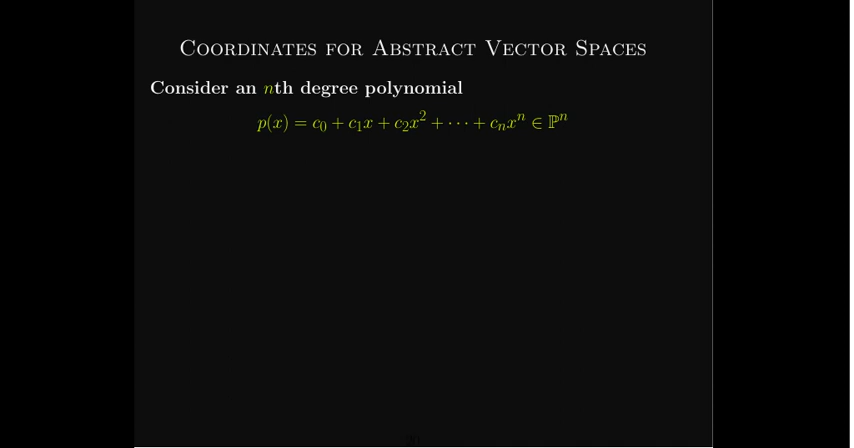 Coordinates for Abstract Vector Spaces
Consider an nth degree polynomial
p(x) = c₀ + c₁x + c₂x² + ⋯ + cₙxⁿ ∈ ℙⁿ